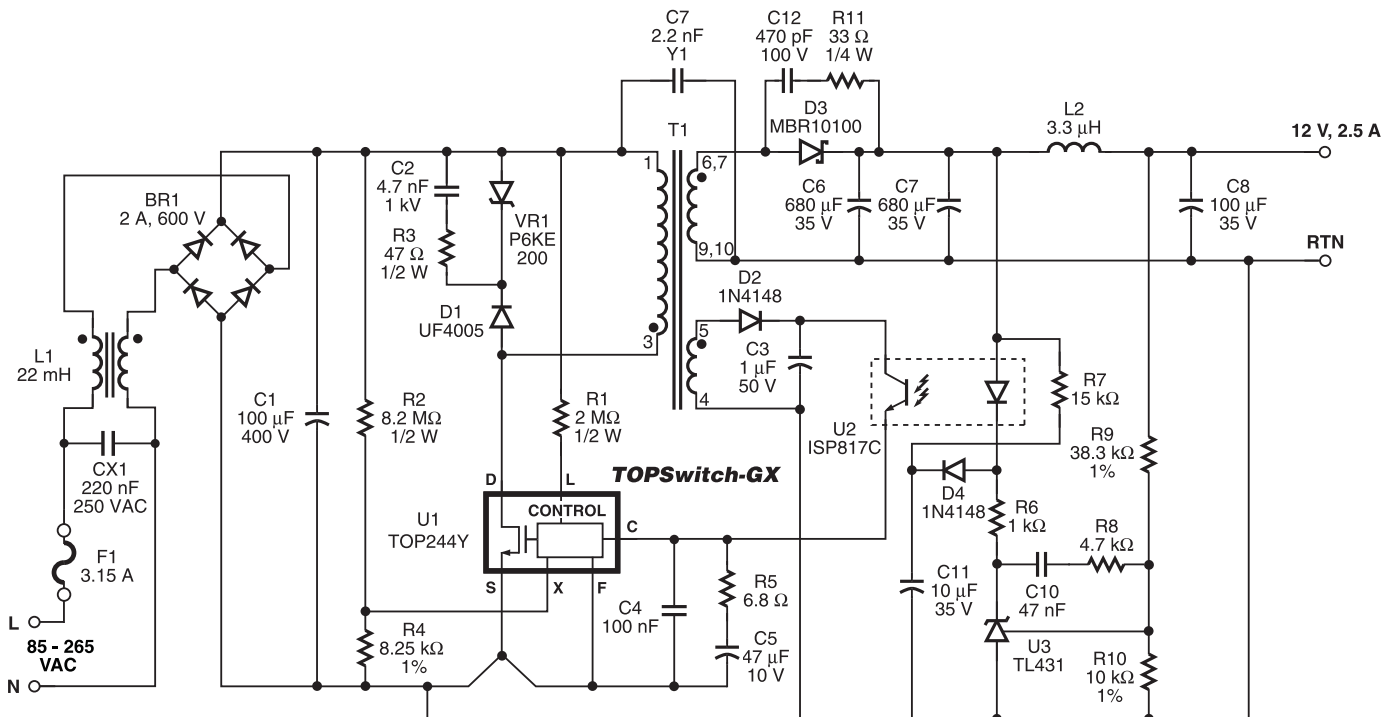 C7
2.2 nF
Y1
C12
470 pF
100 V
R11
33 Ω
1/4 W
D3
MBR10100
L2
3.3 µH
12 V, 2.5 A
T1
1
6,7
C2
4.7 nF
1 kV
VR1
P6KE
200
BR1
2 A, 600 V
R3
47 Ω
1/2 W
C6
680 µF
35 V
C7
680 µF
35 V
C8
100 µF
35 V
RTN
9,10
D2
1N4148
D1
UF4005
3
5
4
C3
1 µF
50 V
L1
22 mH
C1
100 µF
400 V
R2
8.2 MΩ
1/2 W
R1
2 MΩ
1/2 W
U2
ISP817C
R7
15 kΩ
R9
38.3 kΩ
1%
CX1
220 nF
250 VAC
TOPSwitch-GX
D
L
CONTROL
C
U1
TOP244Y
S
X
F
D4
1N4148
R6
1 kΩ
R8
4.7 kΩ
F1
3.15 A
C4
100 nF
R5
6.8 Ω
C11
10 µF
35 V
C10
47 nF
L
85 - 265
VAC
N
R4
8.25 kΩ
1%
C5
47 µF
10 V
U3
TL431
R10
10 kΩ
1%